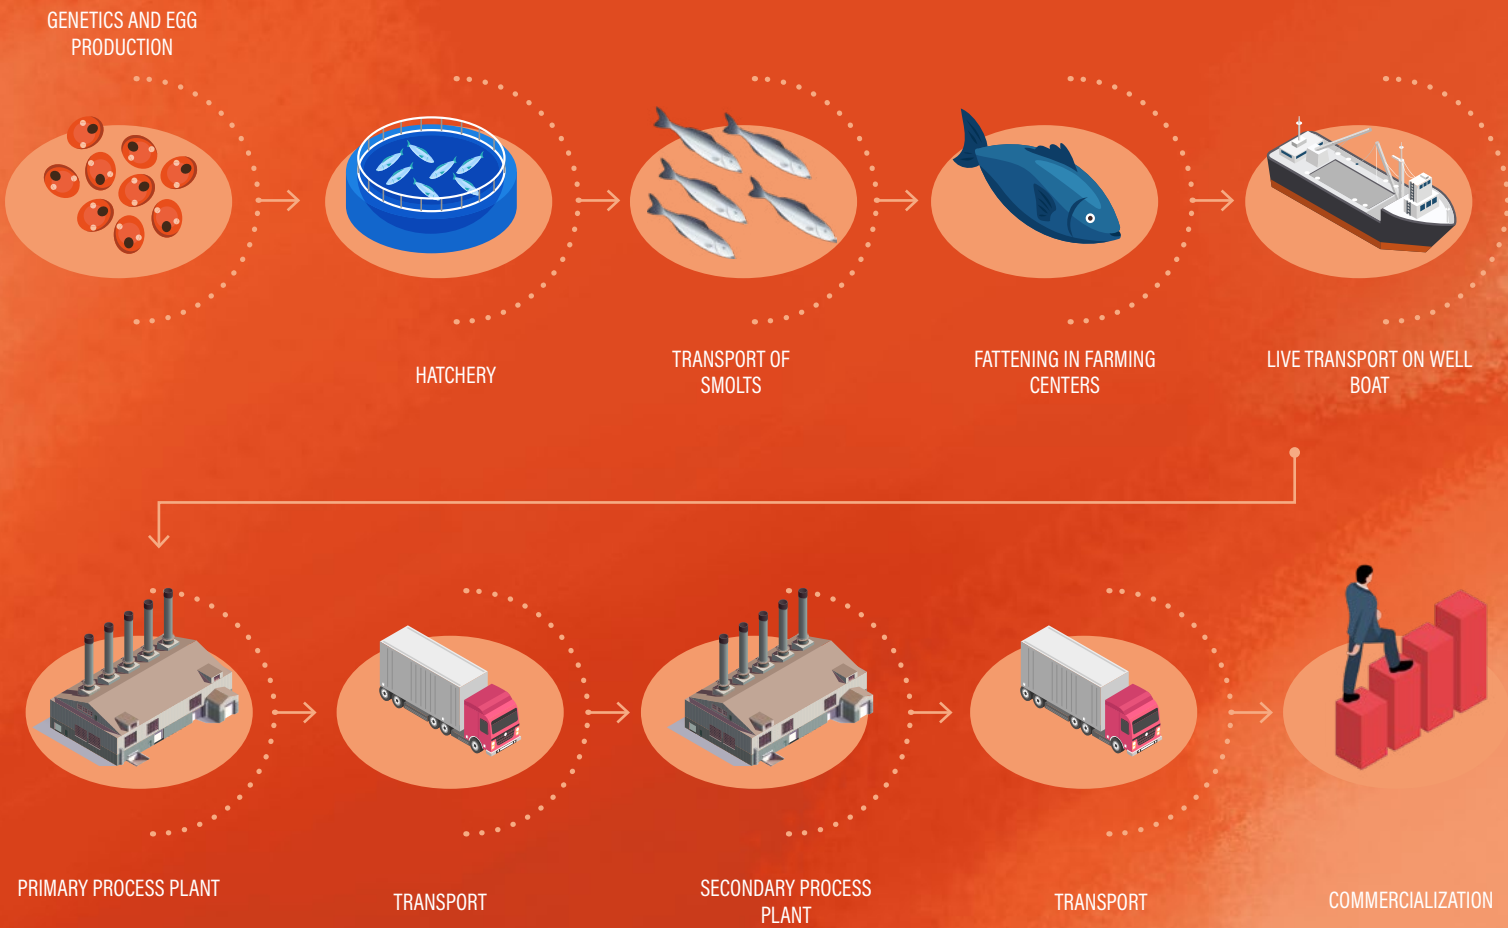 GENETICS AND EGG
PRODUCTION
HATCHERY
TRANSPORT OF
SMOLTS
FATTENING IN FARMING
CENTERS
LIVE TRANSPORT ON WELL
BOAT
PRIMARY PROCESS PLANT
TRANSPORT
SECONDARY PROCESS
PLANT
TRANSPORT
COMMERCIALIZATION